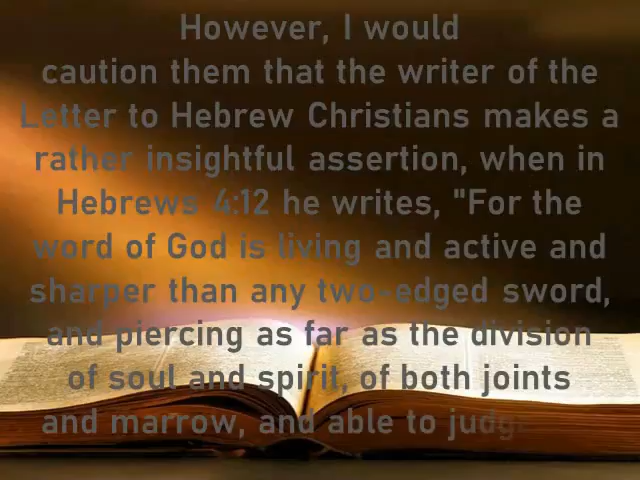 However, I would
caution them that the writer of the
Letter to Hebrew Christians makes a
rather insightful assertion, when in
Hebrews 4:12 he writes, "For the
word of God is living and active and
sharper than any two-edged sword,
and piercing as far as the division
of soul and spirit, of both joints
and marrow, and able to judg